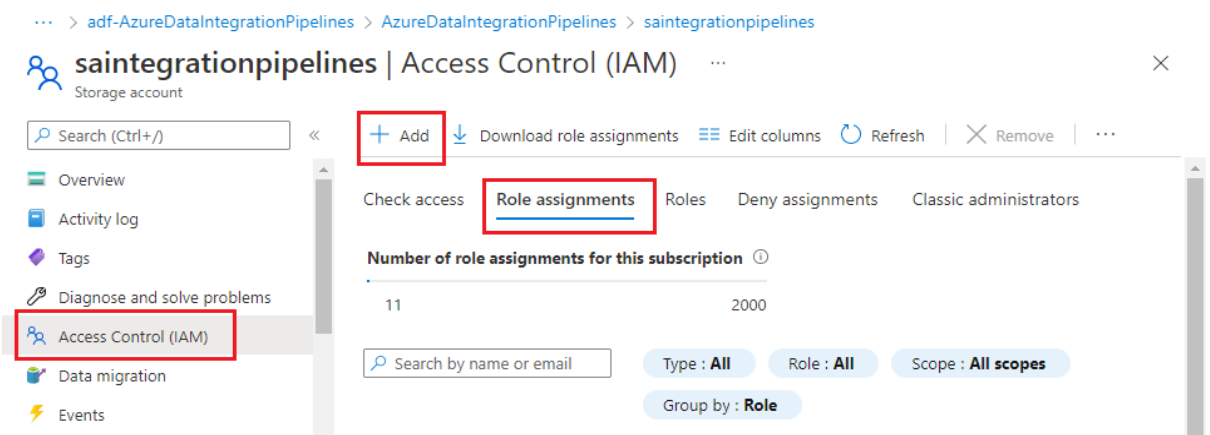 ··· > adf-AzureDataIntegrationPipelines > AzureDataIntegrationPipelines > saintegrationpipelines
saintegrationpipelines | Access Control (IAM) ···
Storage account
Search (Ctrl+/)
Add Download role assignments Edit columns Refresh Remove ···
Overview
Activity log
Tags
Diagnose and solve problems
Access Control (IAM)
Data migration
Events
Check access Role assignments Roles Deny assignments Classic administrators
Number of role assignments for this subscription
11 2000
Search by name or email Type : All Role : All Scope : All scopes
Group by : Role